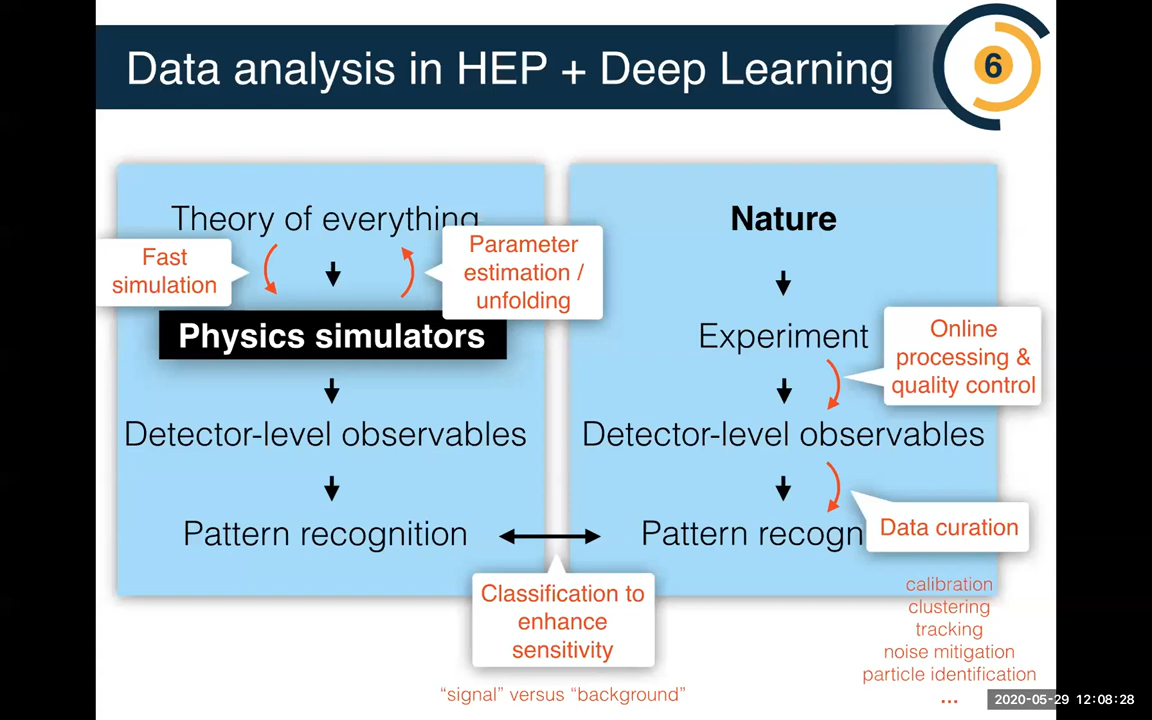 Data analysis in HEP + Deep Learning
6
Theory of everything
Fast
simulation
Parameter
estimation /
unfolding
Physics simulators
Detector-level observables
Pattern recognition
Nature
Experiment
Online
processing &
quality control
Detector-level observables
Pattern recogn
Data curation
Classification to
enhance
sensitivity
"signal" versus "background"
calibration
clustering
tracking
noise mitigation
particle identification
...
2020-05-29 12:08:28